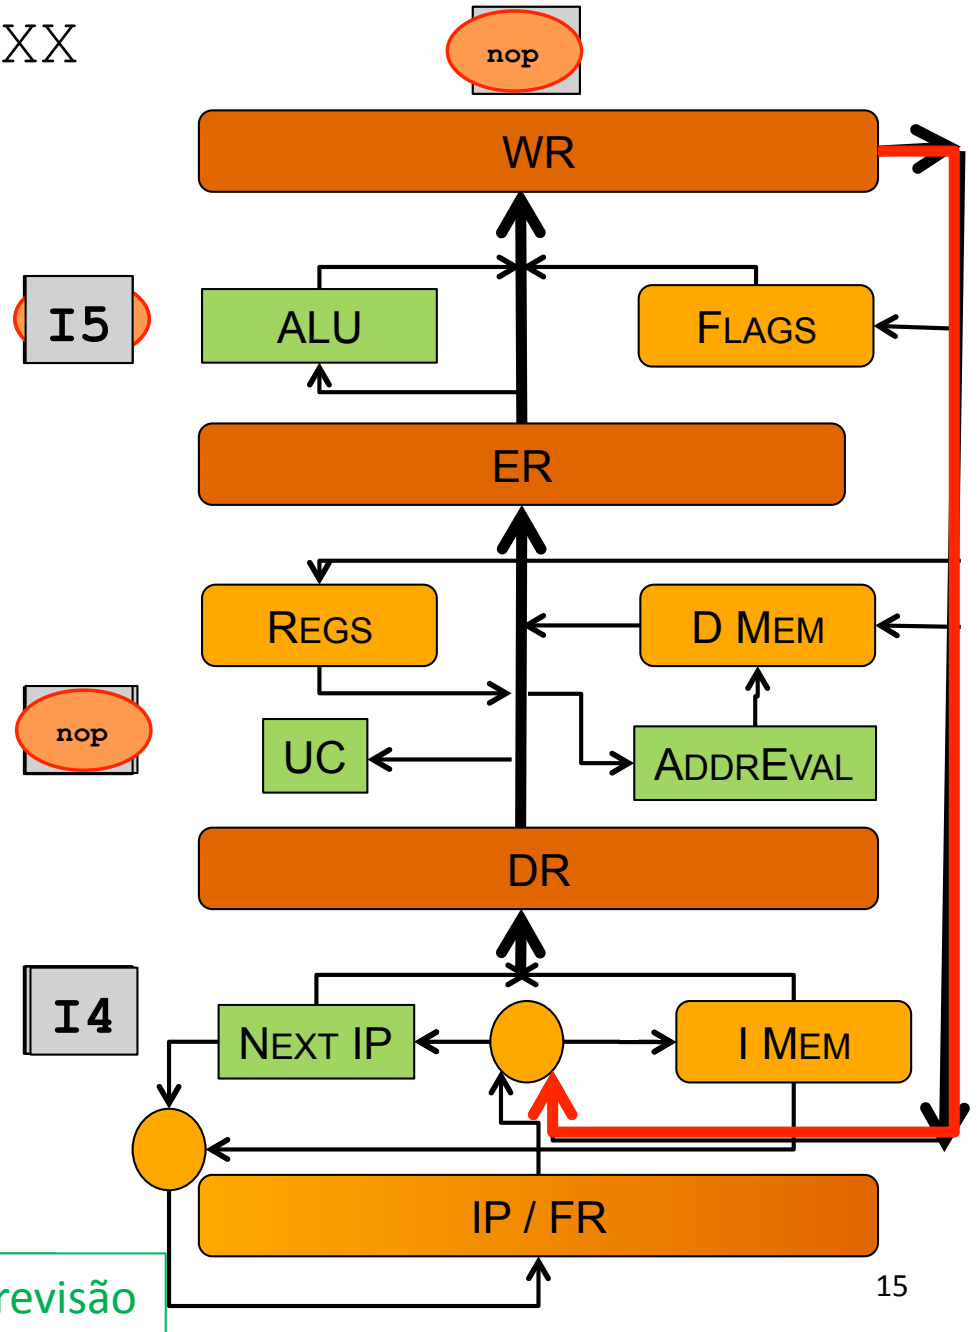 XX
nop
WR
I5
ALU
FLAGS
ER
REGS
D MEM
nop
UC
ADDREVAL
DR
I4
NEXT IP
I MEM
IP / FR
revisão
15